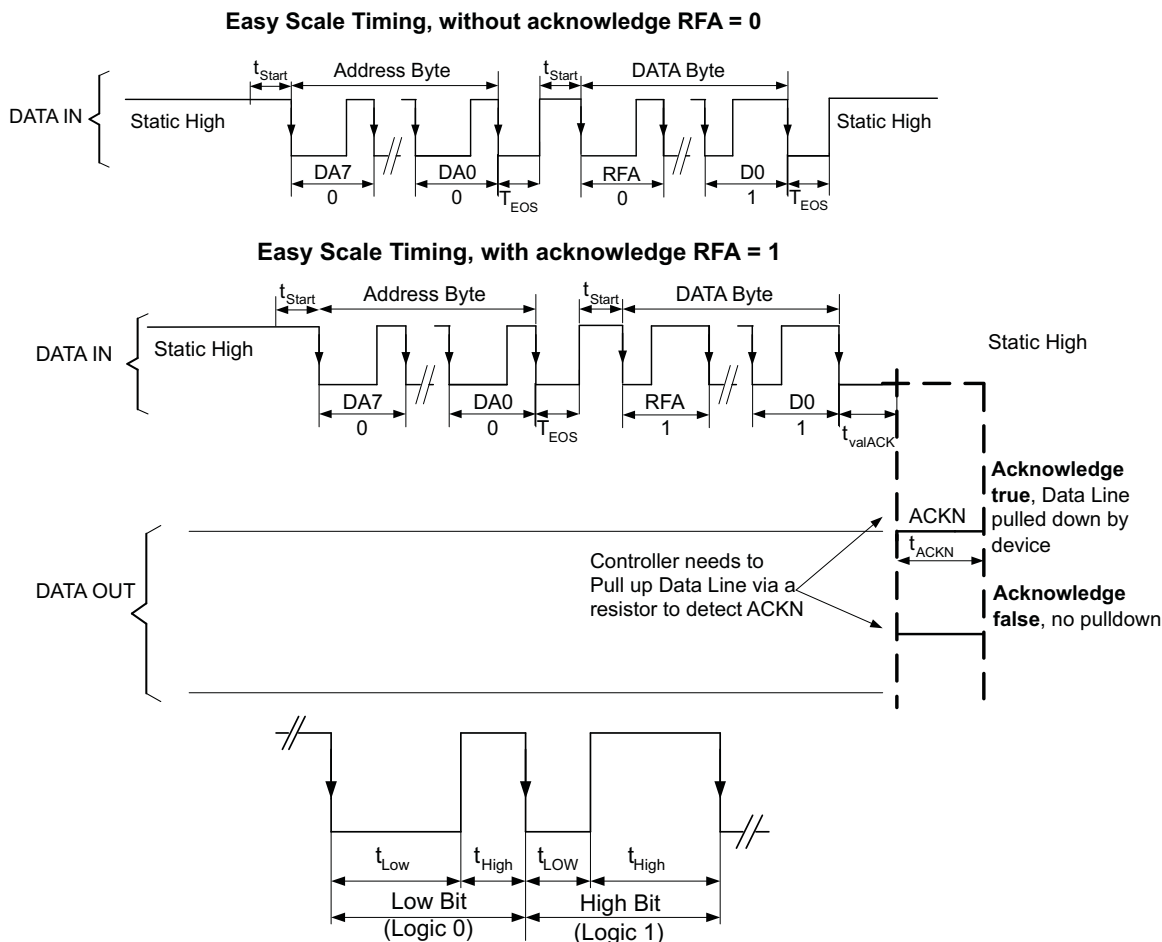 Easy Scale Timing, without acknowledge RFA = 0
tStart
Address Byte
tStart
DATA Byte
DATA IN
Static High
Static High
DA7
0
DA0
0
TEOS
RFA
0
D0
1
TEOS
Easy Scale Timing, with acknowledge RFA = 1
tStart
Address Byte
tStart
DATA Byte
DATA IN
Static High
Static High
DA7
0
DA0
0
TEOS
RFA
1
D0
1
tvalACK
Acknowledge
true, Data Line
pulled down by
device
ACKN
tACKN
Controller needs to
Pull up Data Line via a
resistor to detect ACKN
DATA OUT
Acknowledge
false, no pulldown
tLow
tHigh
tLOW
tHigh
Low Bit
(Logic 0)
High Bit
(Logic 1)